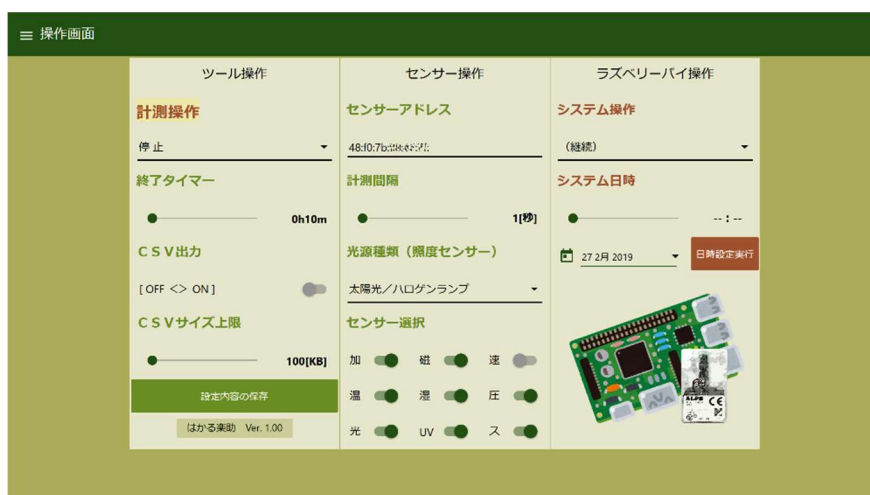 操作画面
ツール操作
計測操作
停止
終了タイマー
0h10m
ＣＳＶ出力
[ OFF <> ON ]
ＣＳＶサイズ上限
100[KB]
設定内容の保存
はかる楽助 Ver. 1.00
センサー操作
センサーアドレス
48:f0:7b:
計測間隔
1[秒]
光源種類（照度センサー）
太陽光／ハロゲンランプ
センサー選択
加 磁 速
温 湿 圧
光 UV ス
ラズベリーパイ操作
システム操作
（継続）
システム日時
-- : --
27 2月 2019
日時設定実行
ALPS
CE